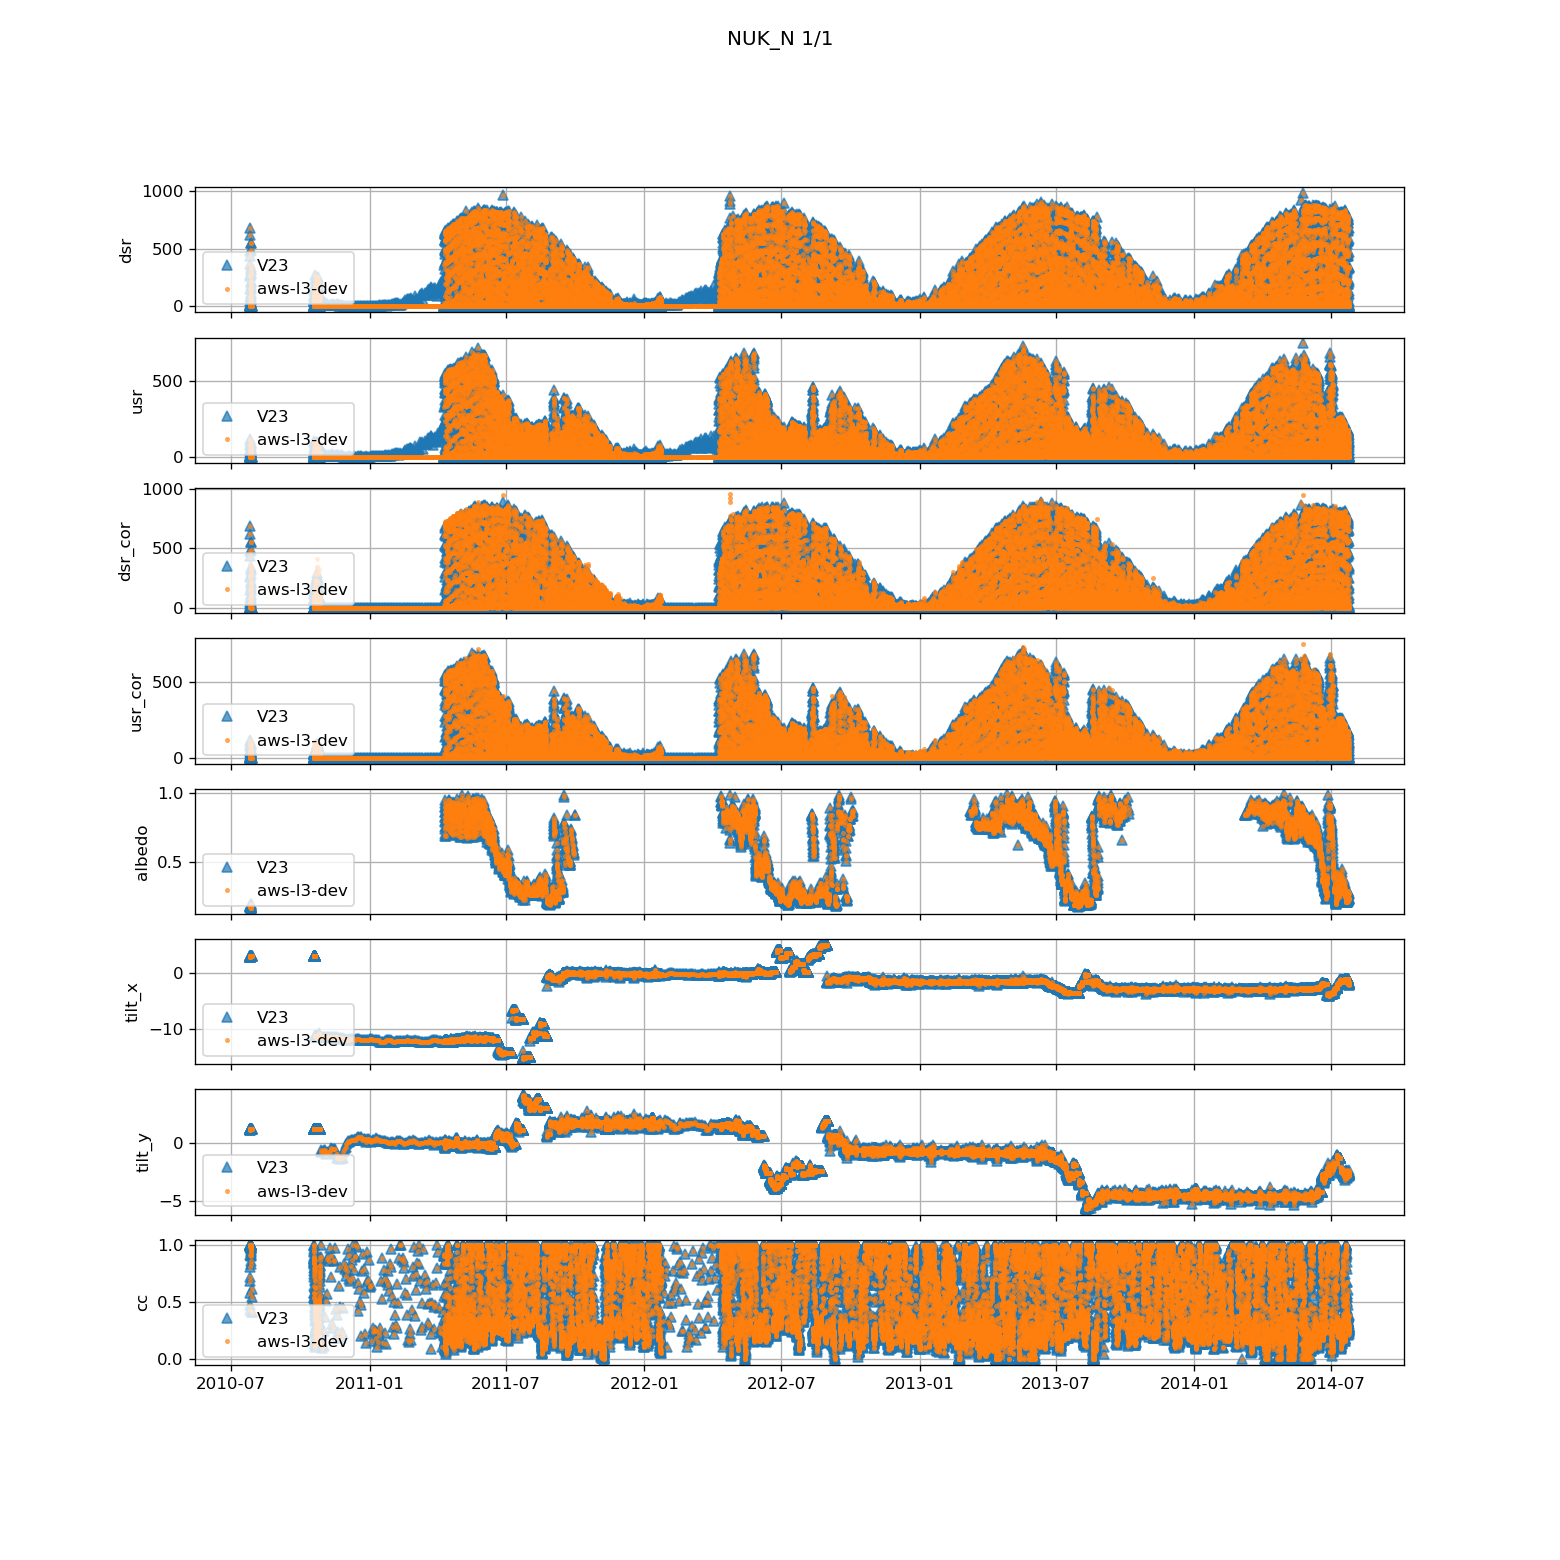 NUK_N 1/1
1000
500
0
dsr
V23
aws-l3-dev
500
0
usr
V23
aws-l3-dev
1000
500
0
dsr_cor
V23
aws-l3-dev
500
0
usr_cor
V23
aws-l3-dev
1.0
0.5
albedo
V23
aws-l3-dev
0
−10
tilt_x
V23
aws-l3-dev
0
−5
tilt_y
V23
aws-l3-dev
1.0
0.5
0.0
cc
V23
aws-l3-dev
2010-07 2011-01 2011-07 2012-01 2012-07 2013-01 2013-07 2014-01 2014-07